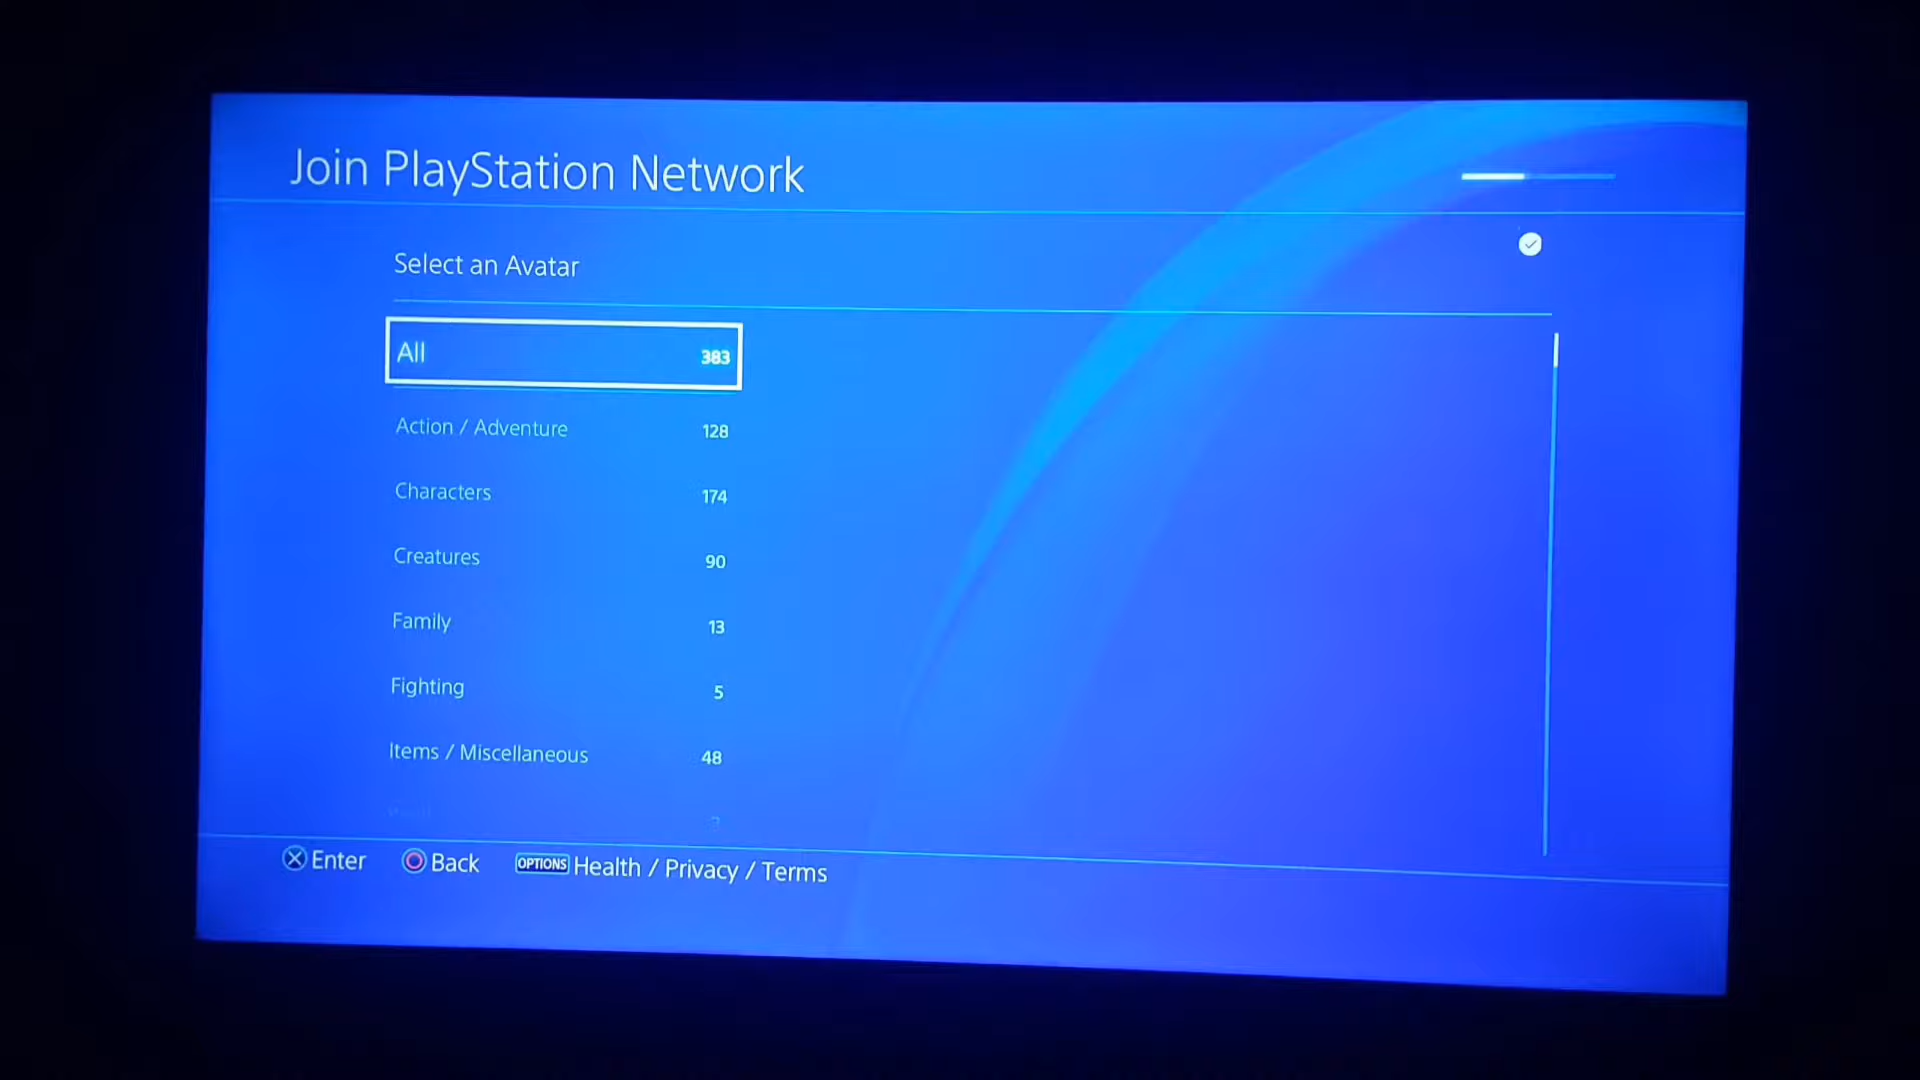 Join PlayStation Network
Select an Avatar
All 383
Action / Adventure 128
Characters 174
Creatures 90
Family 13
Fighting 5
Items / Miscellaneous 48
Enter Back OPTIONS Health / Privacy / Terms